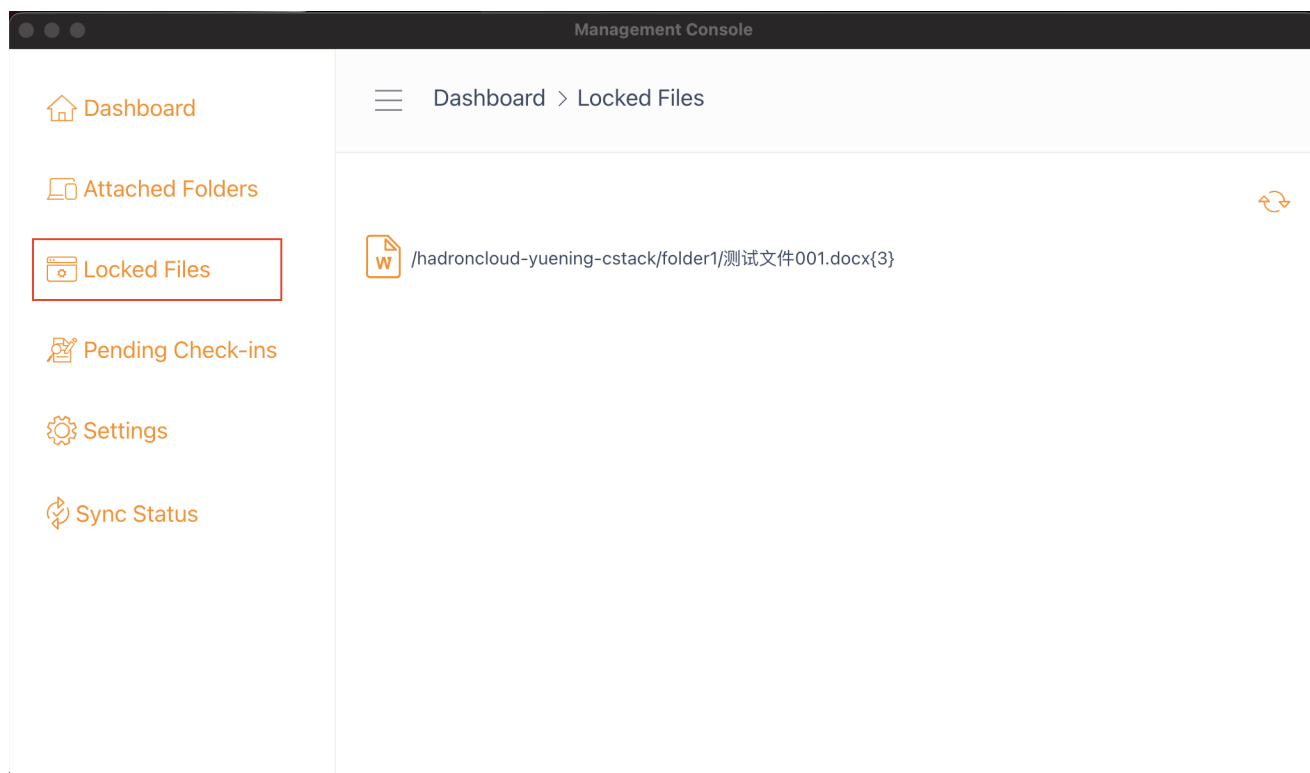 Management Console
Dashboard
Attached Folders
Locked Files
Pending Check-ins
Settings
Sync Status
Dashboard > Locked Files
W /hadroncloud-yuening-cstack/folder1/测试文件001.docx{3}